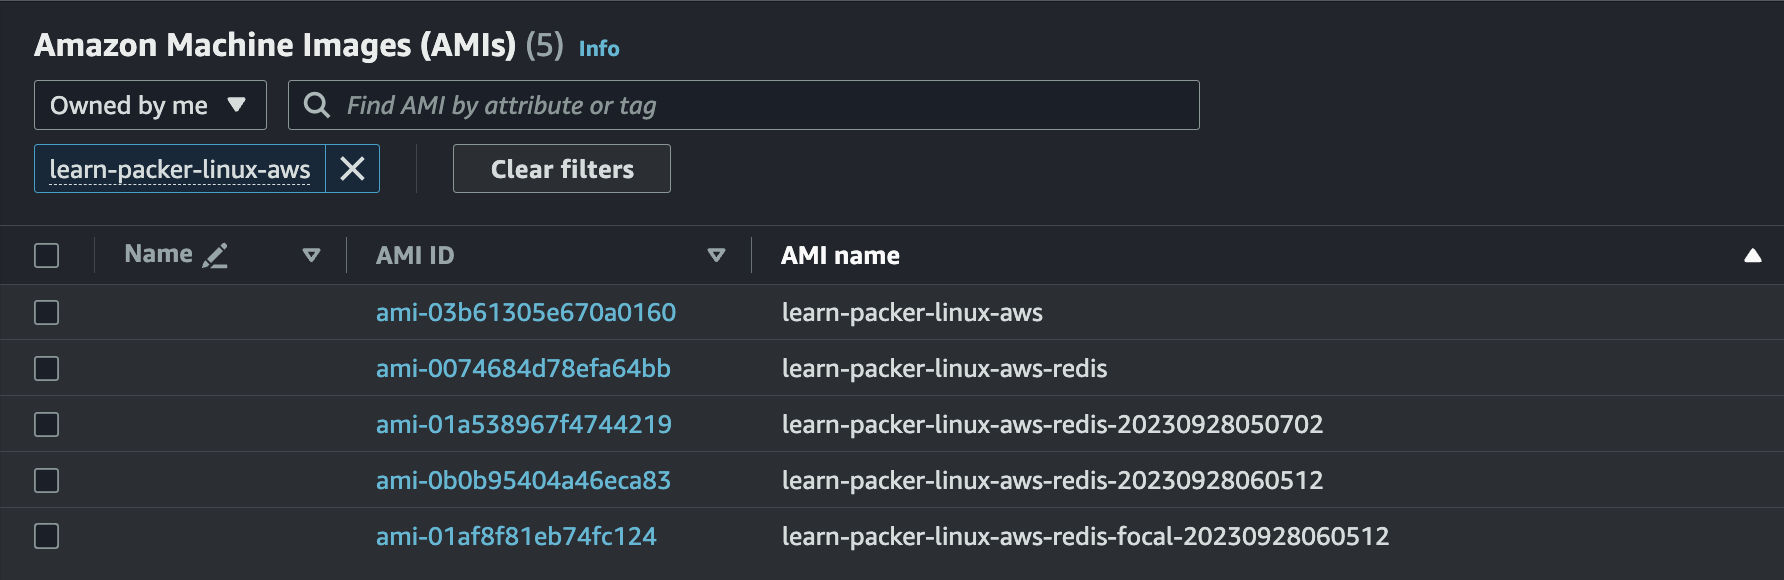 Amazon Machine Images (AMIs) (5) Info
Owned by me Find AMI by attribute or tag
learn-packer-linux-aws Clear filters
Name AMI ID AMI name
ami-03b61305e670a0160 learn-packer-linux-aws
ami-0074684d78efa64bb learn-packer-linux-aws-redis
ami-01a538967f4744219 learn-packer-linux-aws-redis-20230928050702
ami-0b0b95404a46eca83 learn-packer-linux-aws-redis-20230928060512
ami-01af8f81eb74fc124 learn-packer-linux-aws-redis-focal-20230928060512